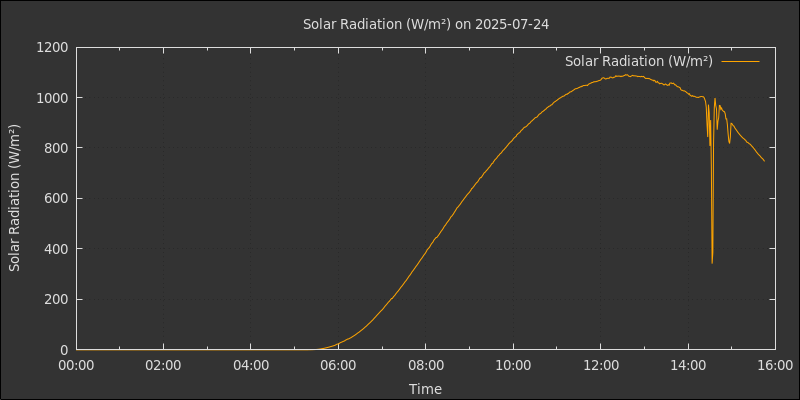 Solar Radiation (W/m²) on 2025-07-24
Solar Radiation (W/m²)
Solar Radiation (W/m²)
1200
1000
800
600
400
200
0
00:00 02:00 04:00 06:00 08:00 10:00 12:00 14:00 16:00
Time